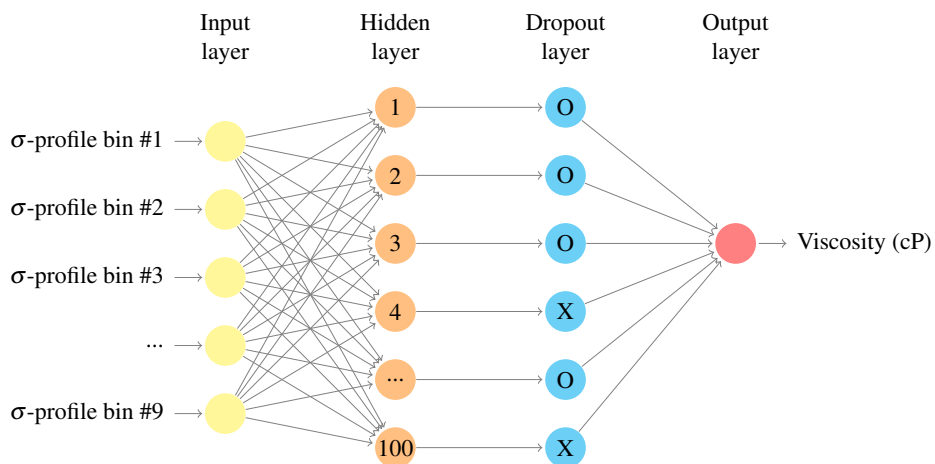 Input
layer
Hidden
layer
Dropout
layer
Output
layer
σ-profile bin #1
σ-profile bin #2
σ-profile bin #3
...
σ-profile bin #9
1
2
3
4
...
100
O
O
O
X
O
X
Viscosity (cP)